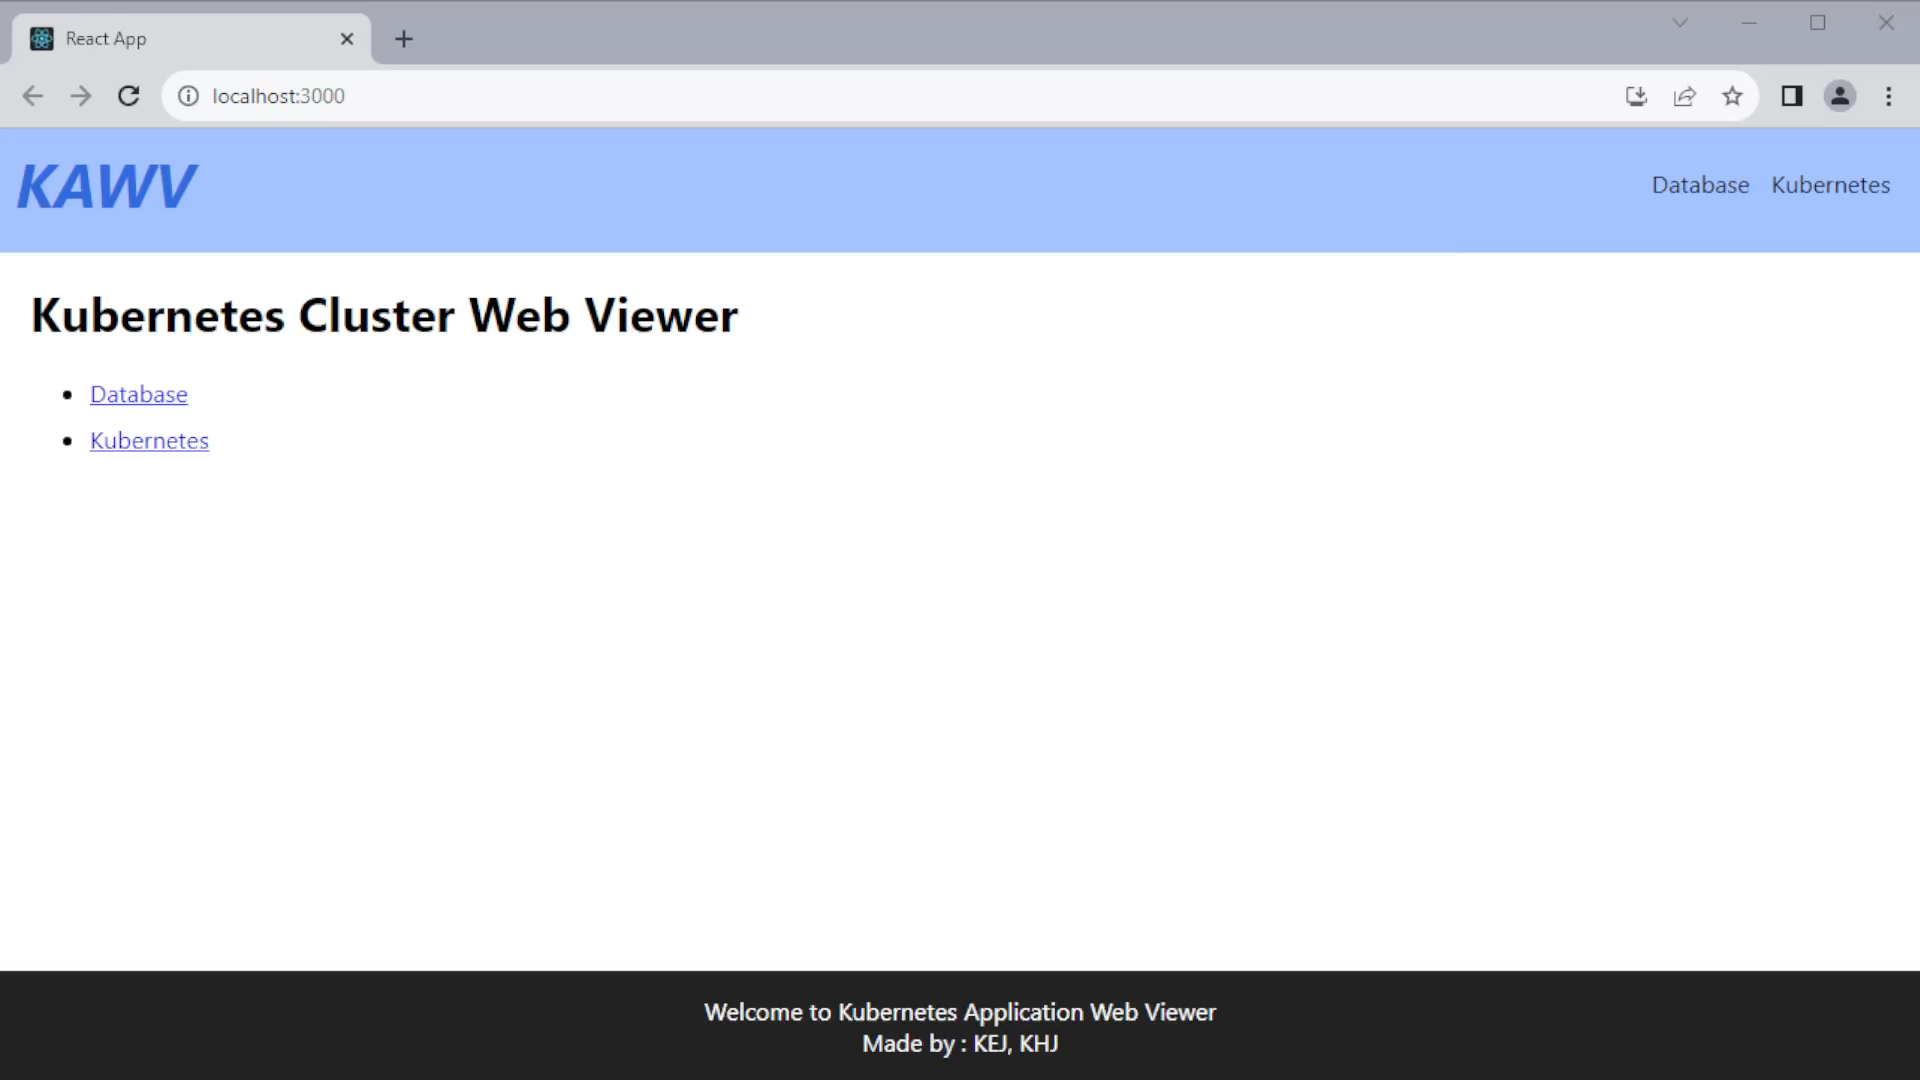 React App
localhost:3000
KAWV
Database Kubernetes
Kubernetes Cluster Web Viewer
Database
Kubernetes
Welcome to Kubernetes Application Web Viewer
Made by : KEJ, KHJ